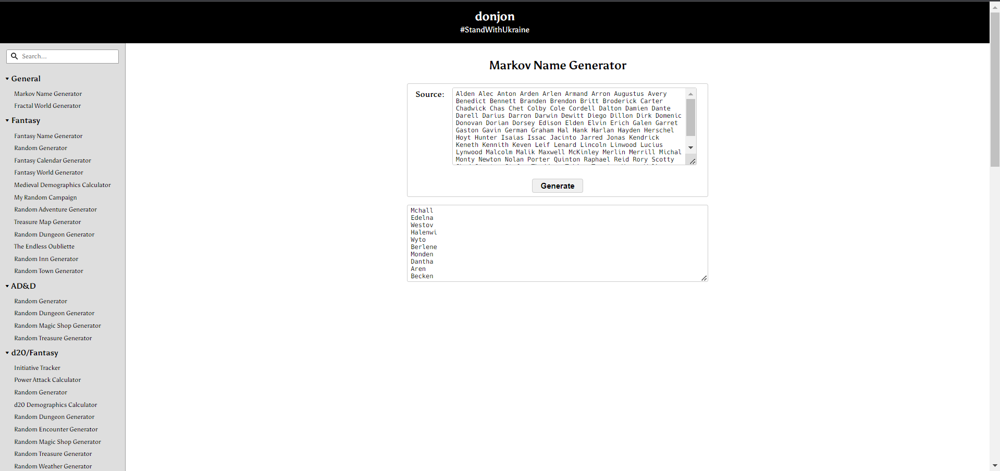 donjon
#StandWithUkraine
Search...
General
Markov Name Generator
Fractal World Generator
Fantasy
Fantasy Name Generator
Random Generator
Fantasy Calendar Generator
Fantasy World Generator
Medieval Demographics Calculator
My Random Campaign
Random Adventure Generator
Treasure Map Generator
Random Dungeon Generator
The Endless Oubliette
Random Inn Generator
Random Town Generator
AD&D
Random Generator
Random Dungeon Generator
Random Magic Shop Generator
Random Treasure Generator
d20/Fantasy
Initiative Tracker
Power Attack Calculator
Random Generator
d20 Demographics Calculator
Random Dungeon Generator
Random Encounter Generator
Random Magic Shop Generator
Random Treasure Generator
Random Weather Generator
Markov Name Generator
Source:
Alden Alec Anton Arden Arlen Armand Arron Augustus Avery
Benedict Bennett Branden Brendon Britt Broderick Carter
Chadwick Chas Chet Colby Cole Cordell Dalton Damien Dante
Darell Darius Darron Darwin Dewitt Diego Dillon Dirk Domenic
Donovan Dorian Dorsey Edison Elden Elvin Erich Galen Garret
Gaston Gavin German Graham Hal Hank Harlan Hayden Herschel
Hoyt Hunter Isaias Issac Jacinto Jarred Jonas Kendrick
Keneth Kennith Keven Leif Lenard Lincoln Linwood Lucius
Lynwood Malcolm Malik Maxwell McKinley Merlin Merrill Michal
Monty Newton Nolan Porter Quinton Raphael Reid Rory Scotty
Generate
Mchall
Edelna
Westov
Halenwi
Wyto
Berlene
Monden
Dantha
Aren
Becken